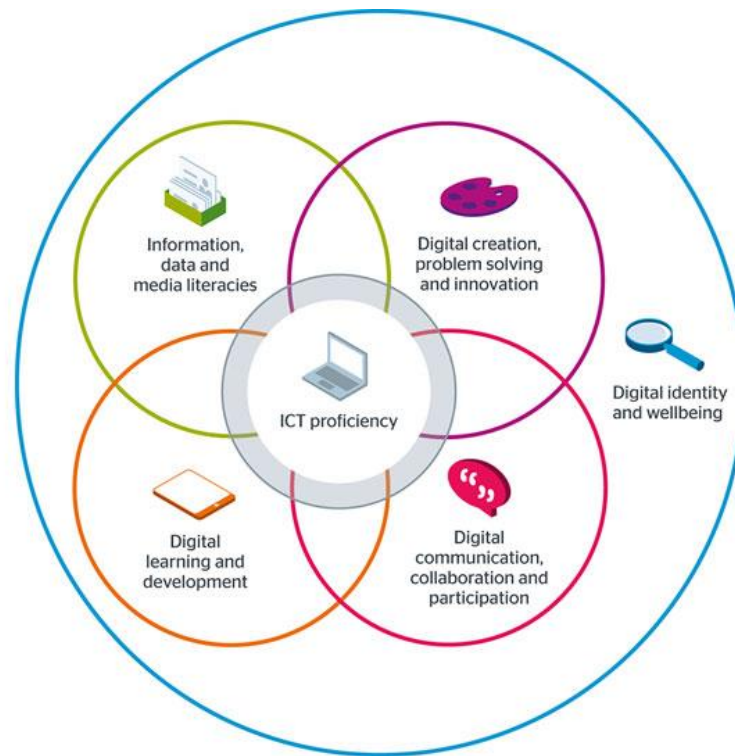 Information,
data and
media literacies
Digital creation,
problem solving
and innovation
ICT proficiency
Digital identity
and wellbeing
Digital
learning and
development
Digital
communication,
collaboration and
participation